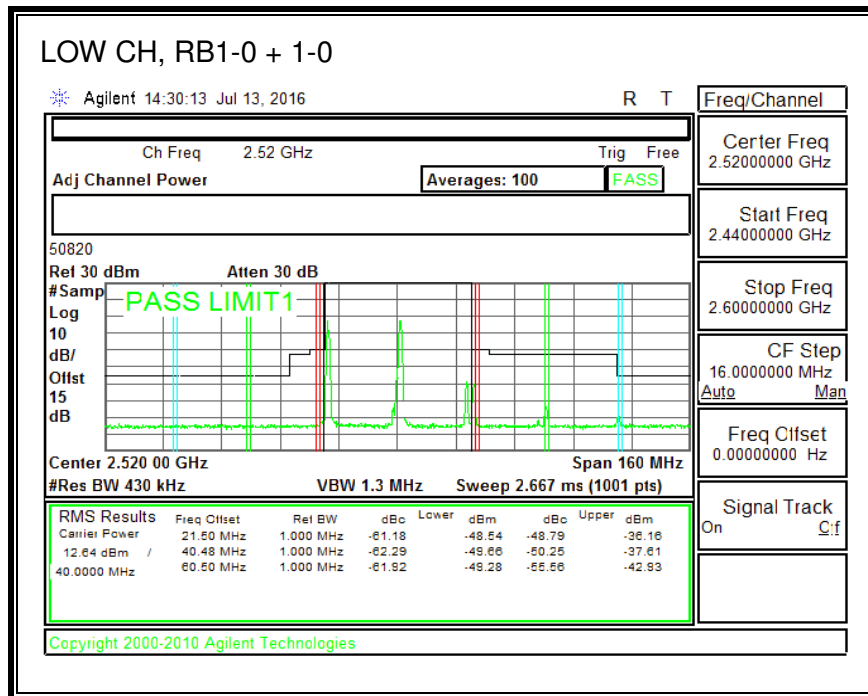 LOW CH, RB1-0 + 1-0
Agilent 14:30:13 Jul 13, 2016 R T
Freq/Channel
Ch Freq 2.52 GHz Trig Free
Adj Channel Power Averages: 100 PASS
Center Freq
2.52000000 GHz
Start Freq
2.44000000 GHz
Stop Freq
2.60000000 GHz
CF Step
16.0000000 MHz
Auto Man
Freq Offset
0.00000000 Hz
Signal Track
On Off
50820
Ref 30 dBm Atten 30 dB
#Samp
Log
10
dB/
Offst
15
dB
PASS LIMIT1
Center 2.520 00 GHz Span 160 MHz
#Res BW 430 kHz VBW 1.3 MHz Sweep 2.667 ms (1001 pts)
RMS Results Freq Offset Ref BW dBc Lower dBm dBc Upper dBm
Carrier Power 21.50 MHz 1.000 MHz -61.18 -48.54 -48.79 -36.16
12.64 dBm / 40.48 MHz 1.000 MHz -62.29 -49.66 -50.25 -37.61
40.0000 MHz 60.50 MHz 1.000 MHz -61.92 -49.28 -55.56 -42.93
Copyright 2000-2010 Agilent Technologies